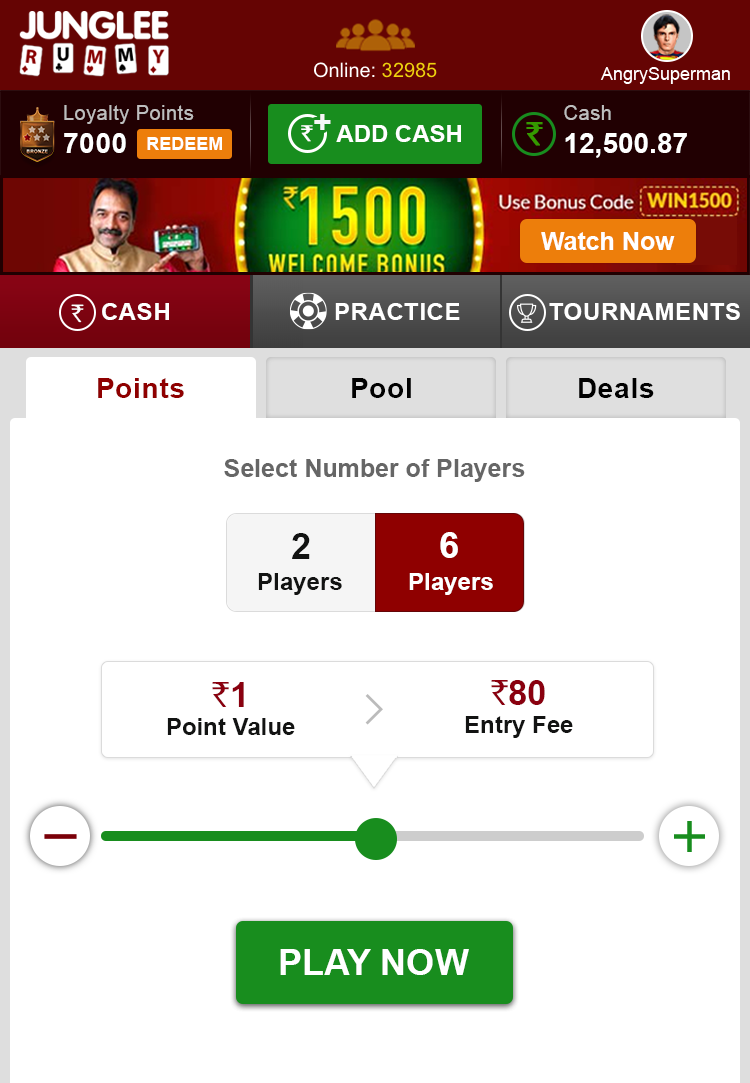 JUNGLEE
RUMMY
Online: 32985
AngrySuperman
Loyalty Points
7000 REDEEM
BRONZE
₹ ADD CASH
₹ Cash
12,500.87
₹1500
WELCOME BONUS
Use Bonus Code WIN1500
Watch Now
₹ CASH
PRACTICE
TOURNAMENTS
Points
Pool
Deals
Select Number of Players
2
Players
6
Players
₹1
Point Value
₹80
Entry Fee
PLAY NOW